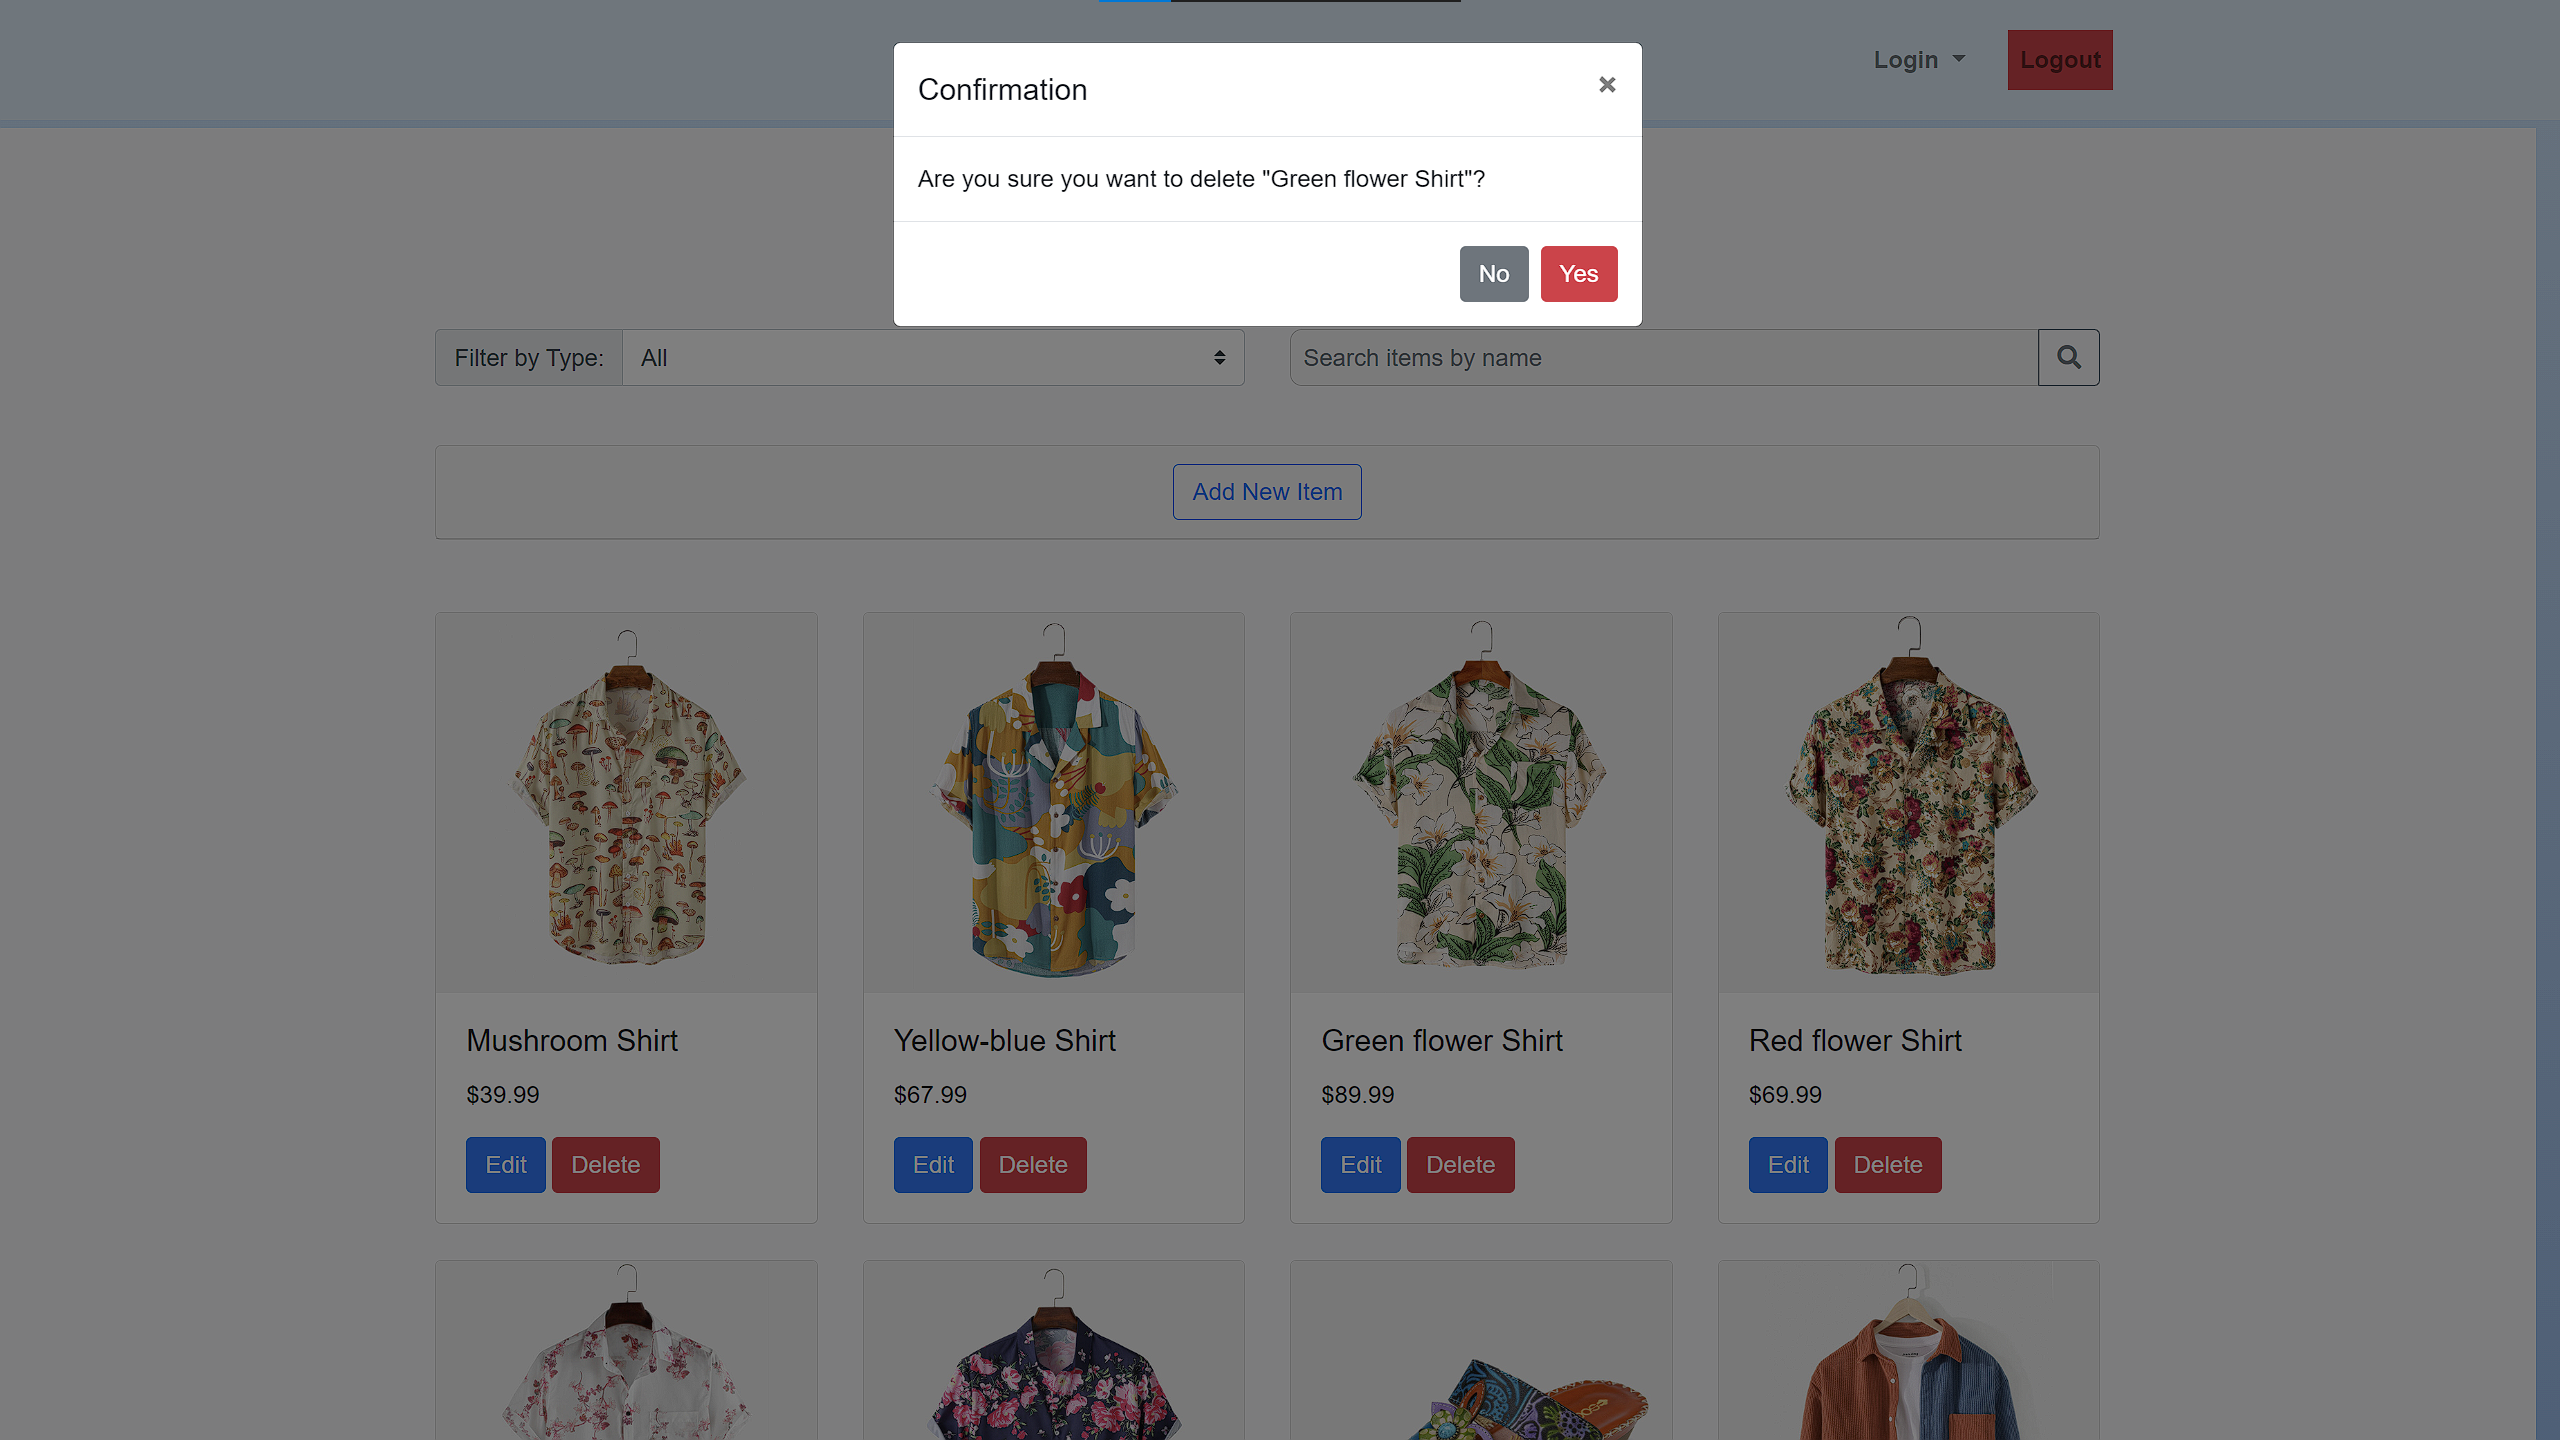 Login
Logout
Confirmation
×
Are you sure you want to delete "Green flower Shirt"?
No
Yes
Filter by Type:
All
Search items by name
Add New Item
Mushroom Shirt
$39.99
Edit
Delete
Yellow-blue Shirt
$67.99
Edit
Delete
Green flower Shirt
$89.99
Edit
Delete
Red flower Shirt
$69.99
Edit
Delete